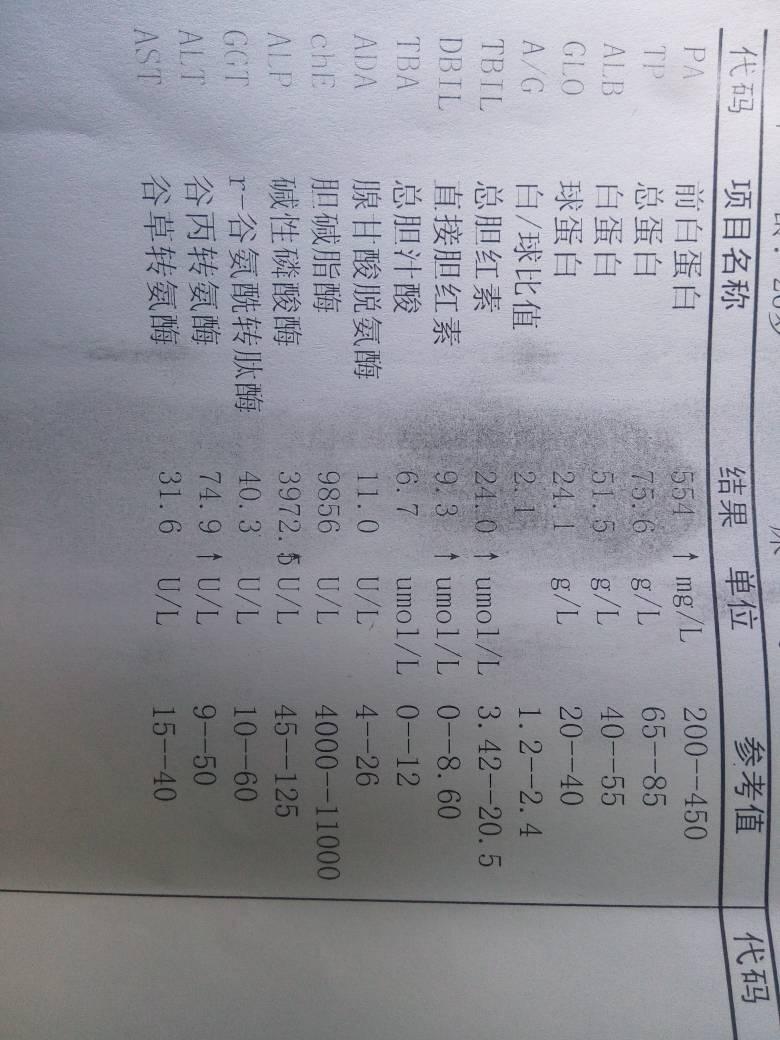 龄: 26岁
代码 项目名称 结果 单位 参考值 代码
PA 前白蛋白 554 ↑ mg/L 200--450
TP 总蛋白 75.6 g/L 65--85
ALB 白蛋白 51.5 g/L 40--55
GLO 球蛋白 24.1 g/L 20--40
A/G 白/球比值 2.1 1.2--2.4
TBIL 总胆红素 24.0 ↑ umol/L 3.42--20.5
DBIL 直接胆红素 9.3 ↑ umol/L 0--8.60
TBA 总胆汁酸 6.7 umol/L 0--12
ADA 腺甘酸脱氨酶 11.0 U/L 4--26
chE 胆碱脂酶 9856 U/L 4000--11000
ALP 碱性磷酸酶 3972.5 ↑ U/L 45--125
GGT r-谷氨酰转肽酶 40.3 U/L 10--60
ALT 谷丙转氨酶 74.9 ↑ U/L 9--50
AST 谷草转氨酶 31.6 U/L 15--40